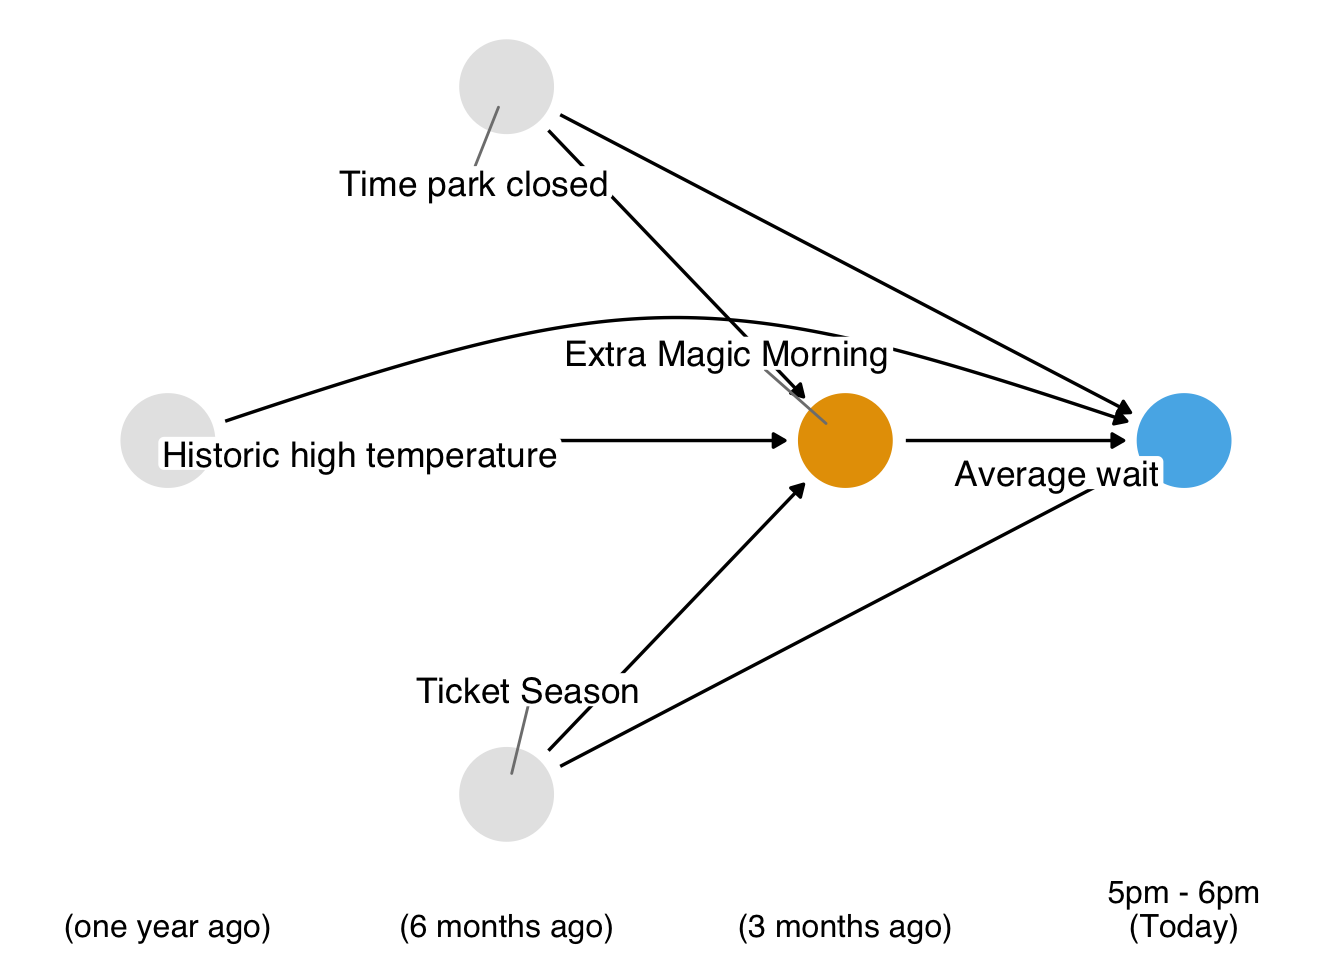 Time park closed
Extra Magic Morning
Historic high temperature
Average wait
Ticket Season
5pm - 6pm
(one year ago)
(6 months ago)
(3 months ago)
(Today)